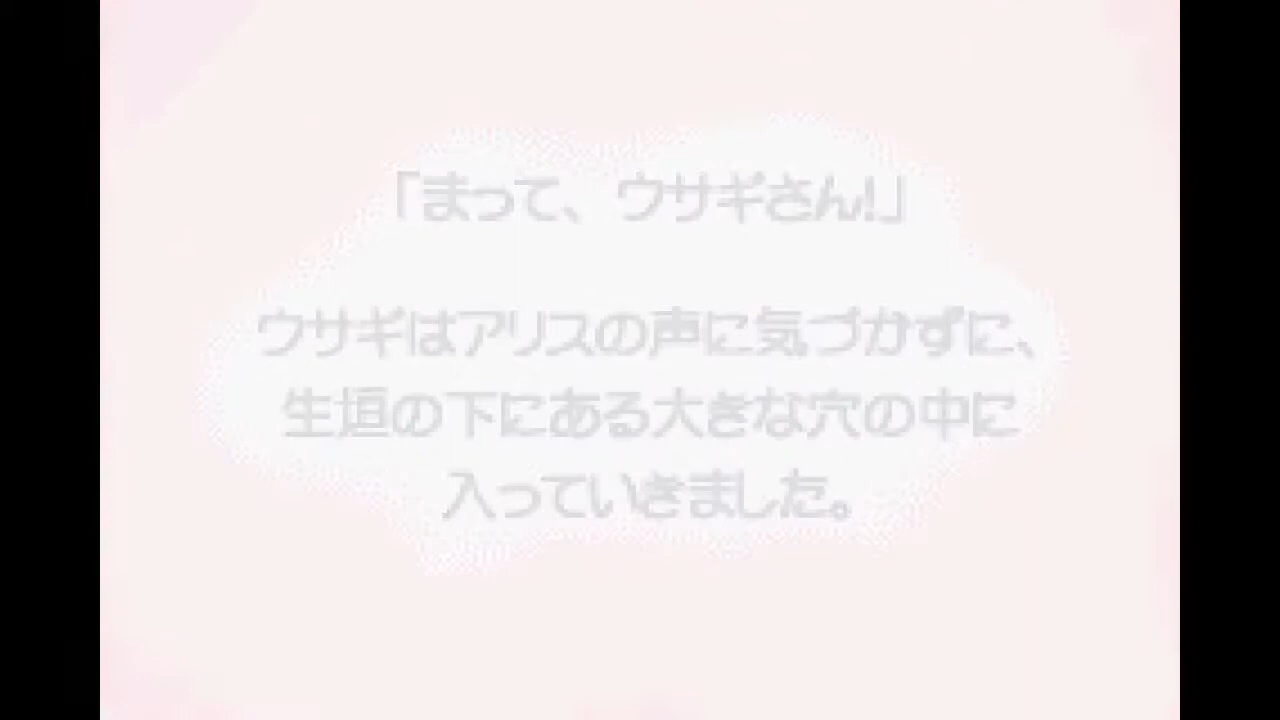 「まって、ウサギさん!」
ウサギはアリスの声に気づかずに、
生垣の下にある大きな穴の中に
入っていきました。